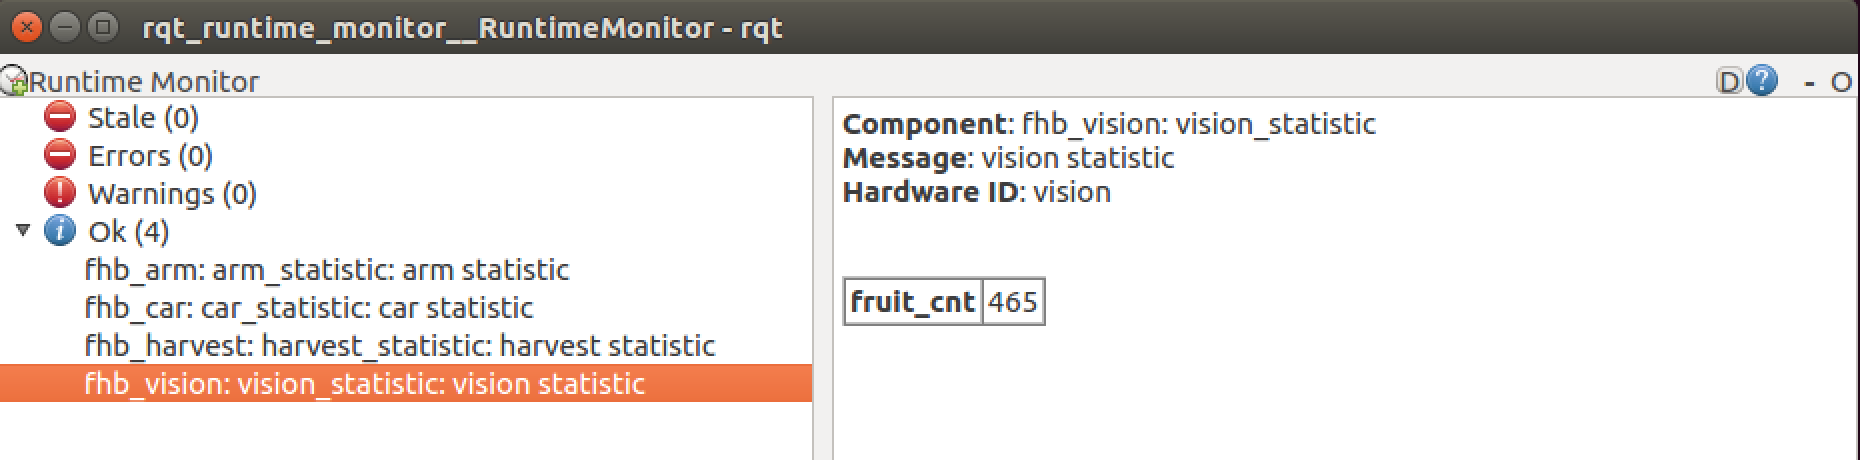 rqt_runtime_monitor__RuntimeMonitor - rqt
Runtime Monitor
D ? - O
Stale (0)
Errors (0)
Warnings (0)
Ok (4)
fhb_arm: arm_statistic: arm statistic
fhb_car: car_statistic: car statistic
fhb_harvest: harvest_statistic: harvest statistic
fhb_vision: vision_statistic: vision statistic
Component: fhb_vision: vision_statistic
Message: vision statistic
Hardware ID: vision
fruit_cnt 465